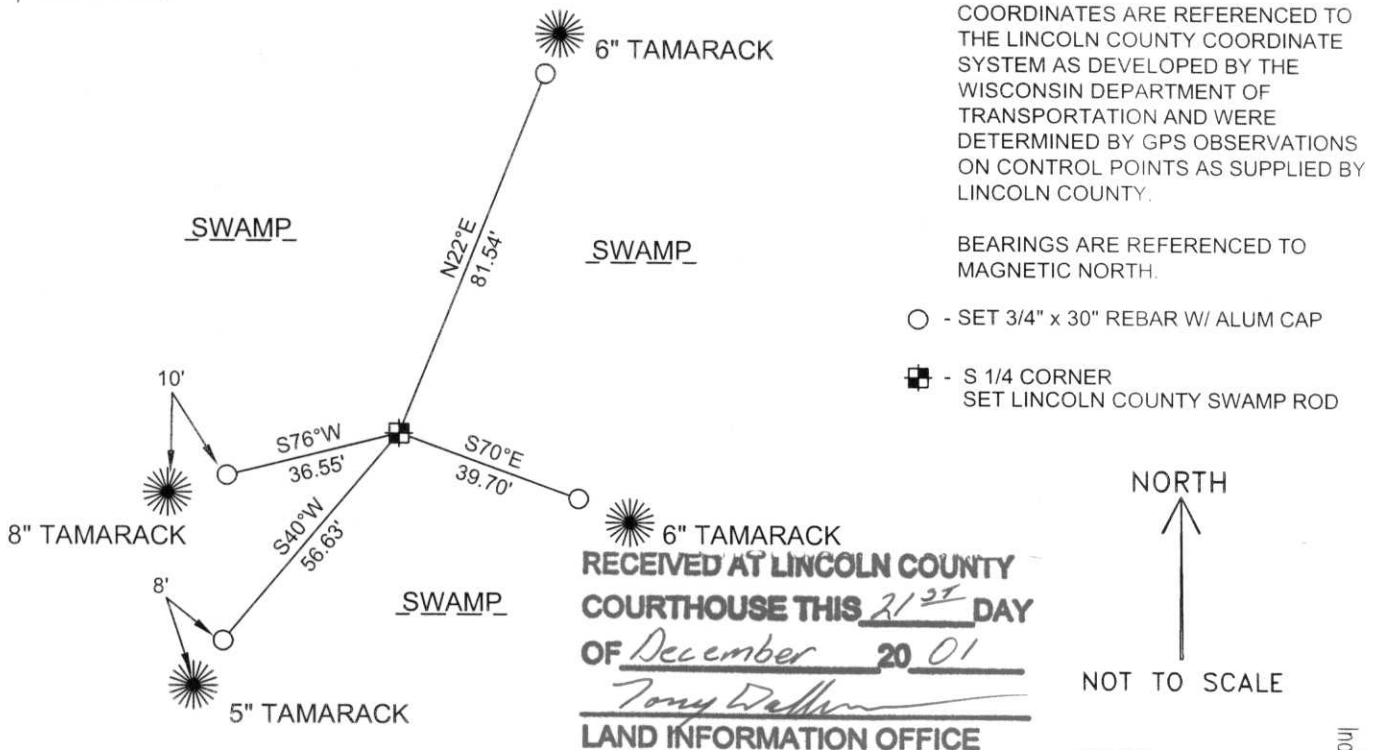 6" TAMARACK
COORDINATES ARE REFERENCED TO
THE LINCOLN COUNTY COORDINATE
SYSTEM AS DEVELOPED BY THE
WISCONSIN DEPARTMENT OF
TRANSPORTATION AND WERE
DETERMINED BY GPS OBSERVATIONS
ON CONTROL POINTS AS SUPPLIED BY
LINCOLN COUNTY.
BEARINGS ARE REFERENCED TO
MAGNETIC NORTH.
- SET 3/4" x 30" REBAR W/ ALUM CAP
- S 1/4 CORNER
SET LINCOLN COUNTY SWAMP ROD
SWAMP
SWAMP
N22°E
81.54'
10'
S76°W
36.55'
S70°E
39.70'
8" TAMARACK
S40°W
56.63'
6" TAMARACK
8'
SWAMP
5" TAMARACK
RECEIVED AT LINCOLN COUNTY
COURTHOUSE THIS 21ST DAY
OF December 20 01
Tony
LAND INFORMATION OFFICE
NORTH
NOT TO SCALE